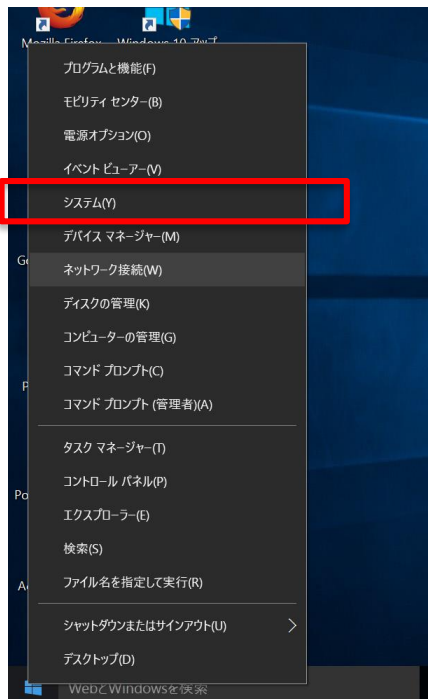 Mozilla Firefox Windows 10 アップ
プログラムと機能(F)
モビリティ センター(B)
電源オプション(O)
イベント ビューアー(V)
システム(Y)
デバイス マネージャー(M)
ネットワーク接続(W)
ディスクの管理(K)
コンピューターの管理(G)
コマンド プロンプト(C)
コマンド プロンプト (管理者)(A)
タスク マネージャー(T)
コントロール パネル(P)
エクスプローラー(E)
検索(S)
ファイル名を指定して実行(R)
シャットダウンまたはサインアウト(U)
デスクトップ(D)
WebとWindowsを検索